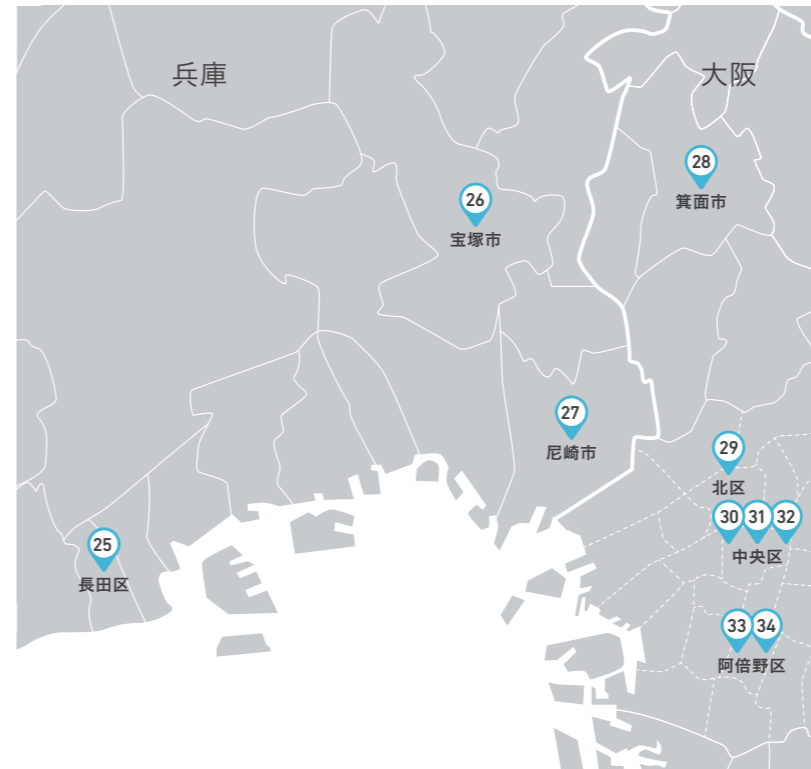 兵庫
大阪
28
箕面市
26
宝塚市
27
尼崎市
29
北区
30 31 32
中央区
25
長田区
33 34
阿倍野区